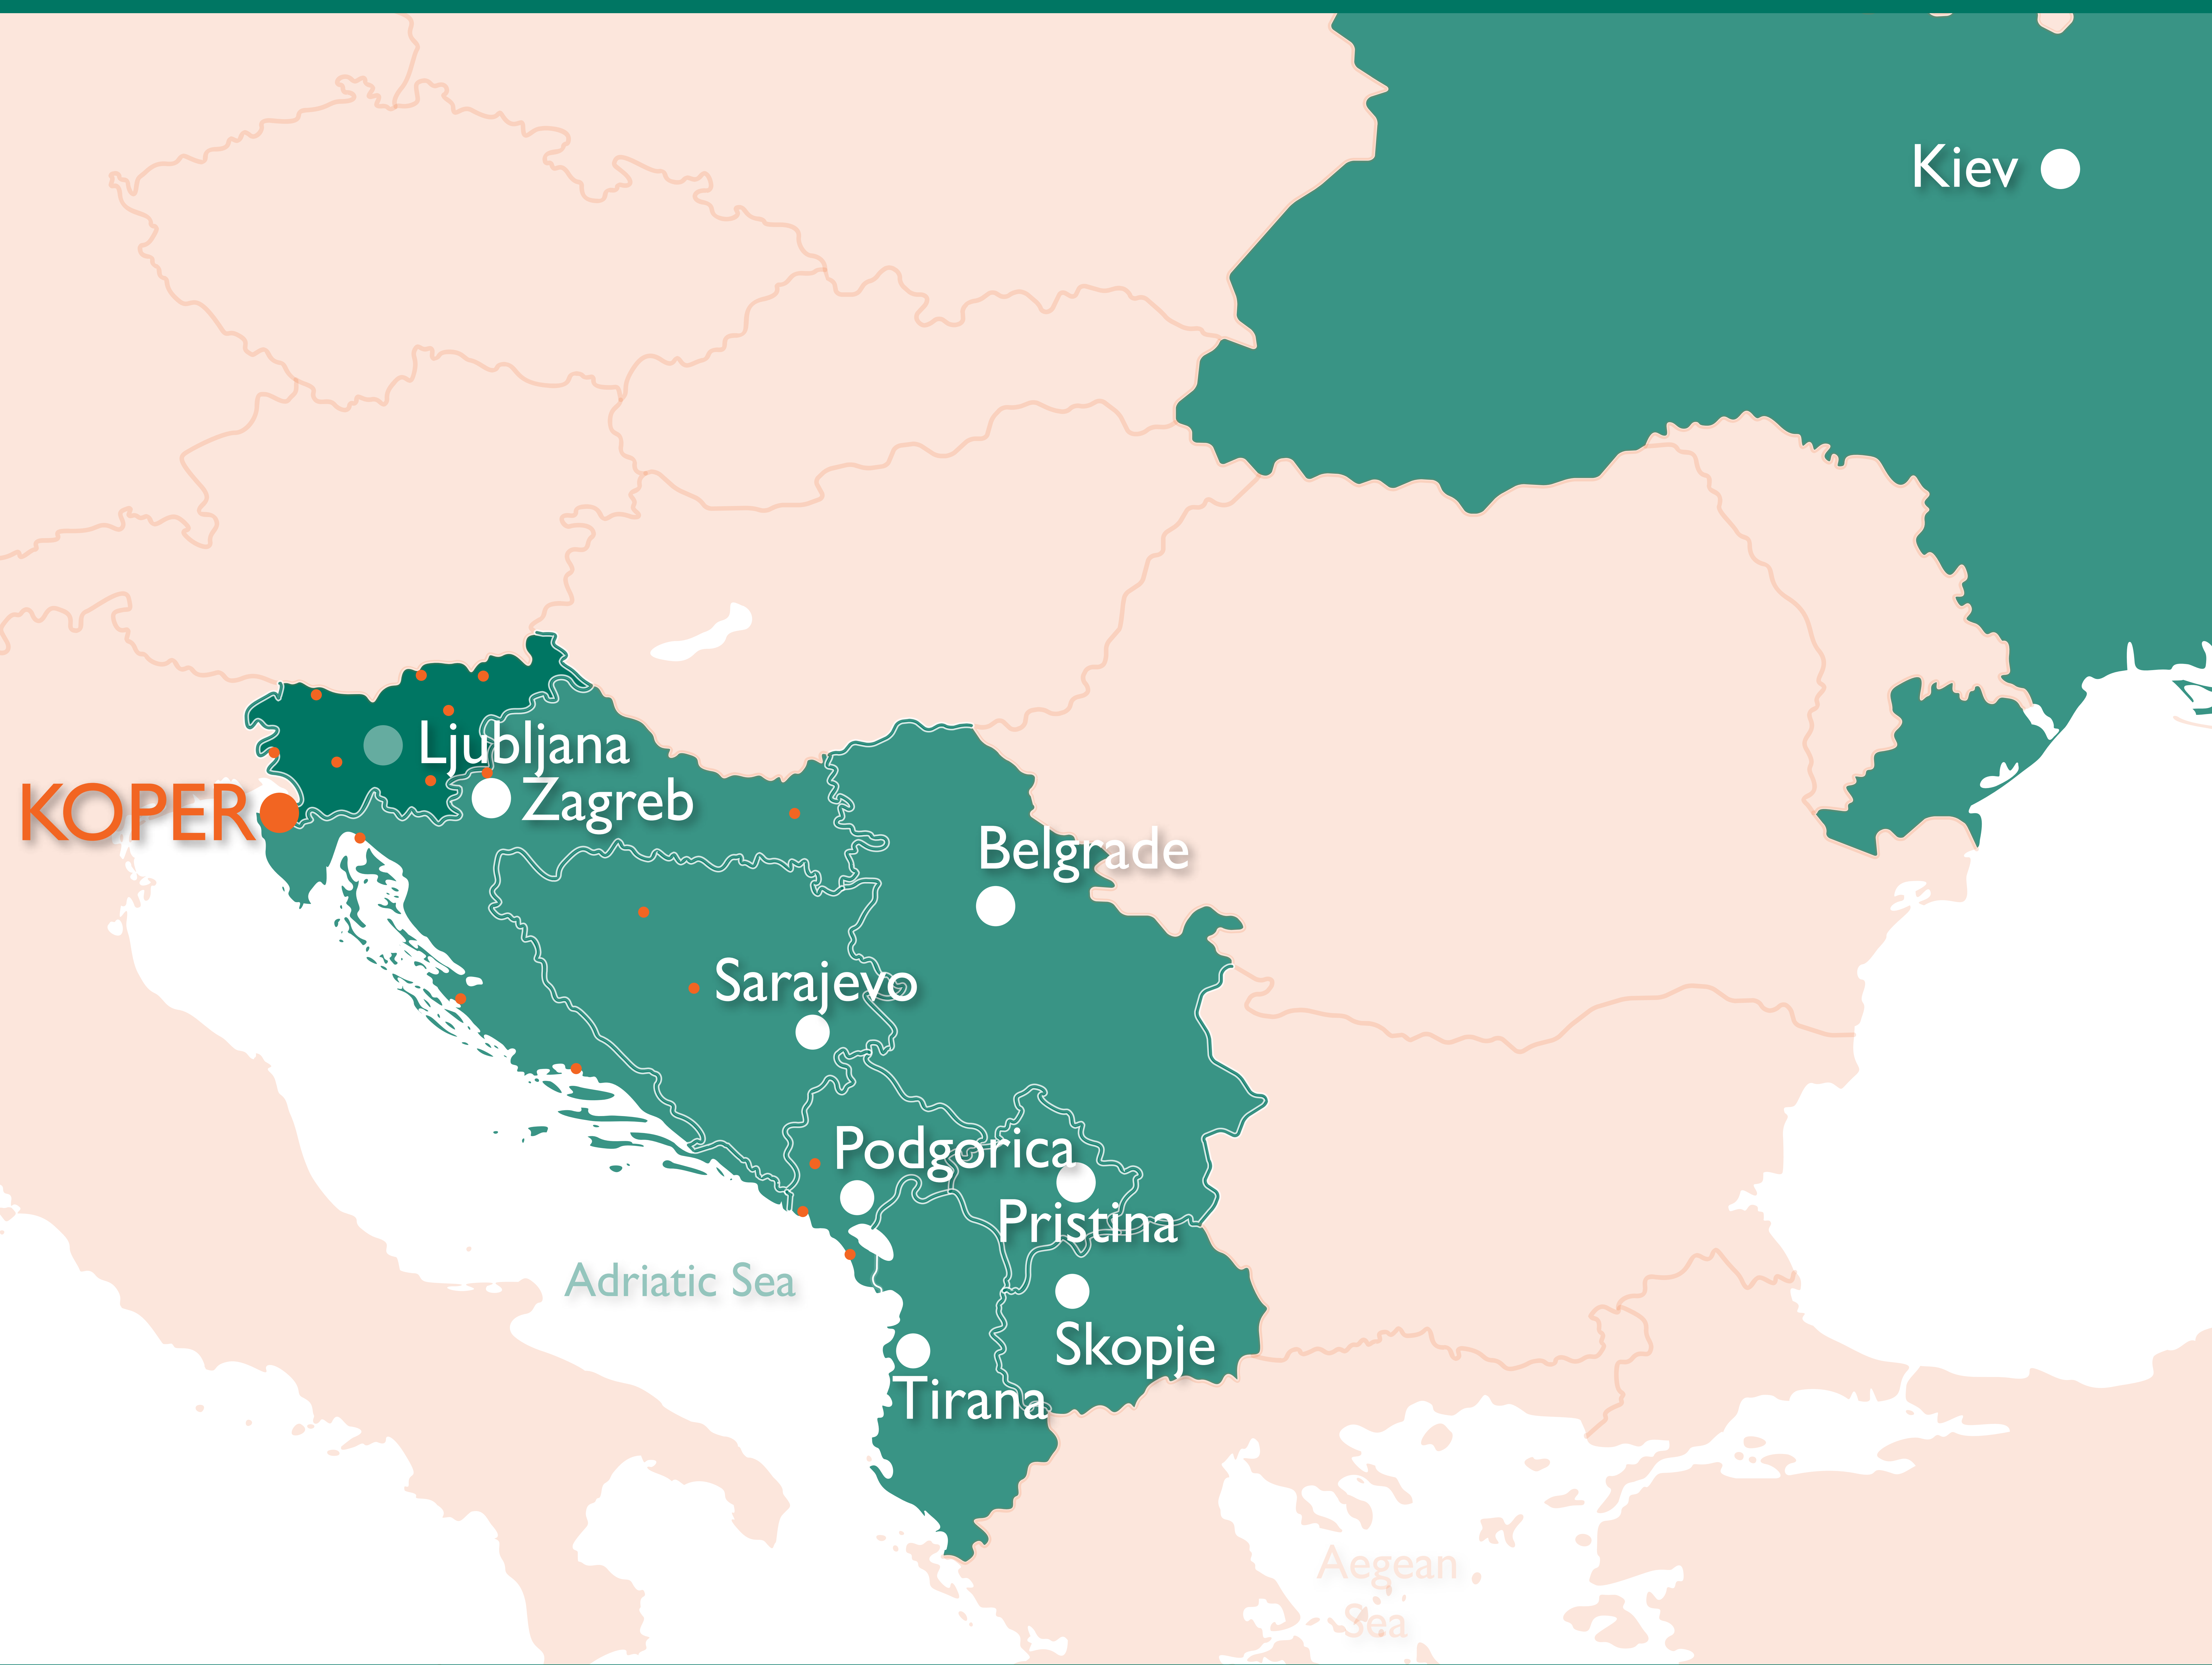 Kiev
Ljubljana
KOPER
Zagreb
Belgrade
Sarajevo
Podgorica
Pristina
Adriatic Sea
Skopje
Tirana
Aegean
Sea